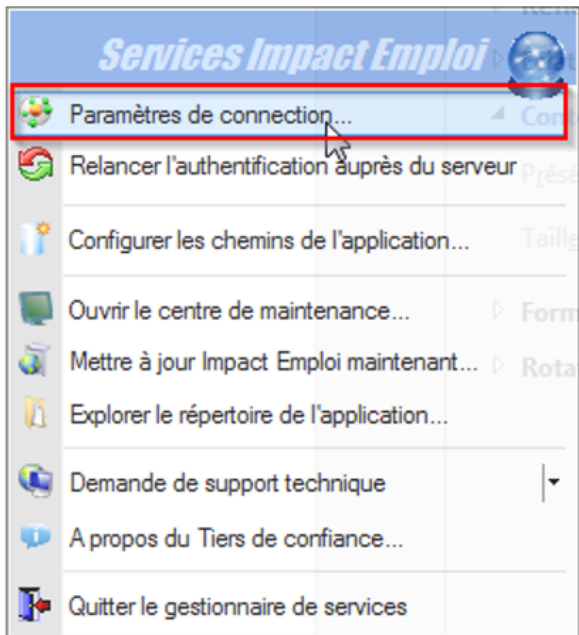 Services Impact Emploi
Paramètres de connection...
Relancer l'authentification auprès du serveur
Configurer les chemins de l'application...
Taille
Ouvrir le centre de maintenance...
Mettre à jour Impact Emploi maintenant...
Explorer le répertoire de l'application...
Demande de support technique
A propos du Tiers de confiance...
Quitter le gestionnaire de services